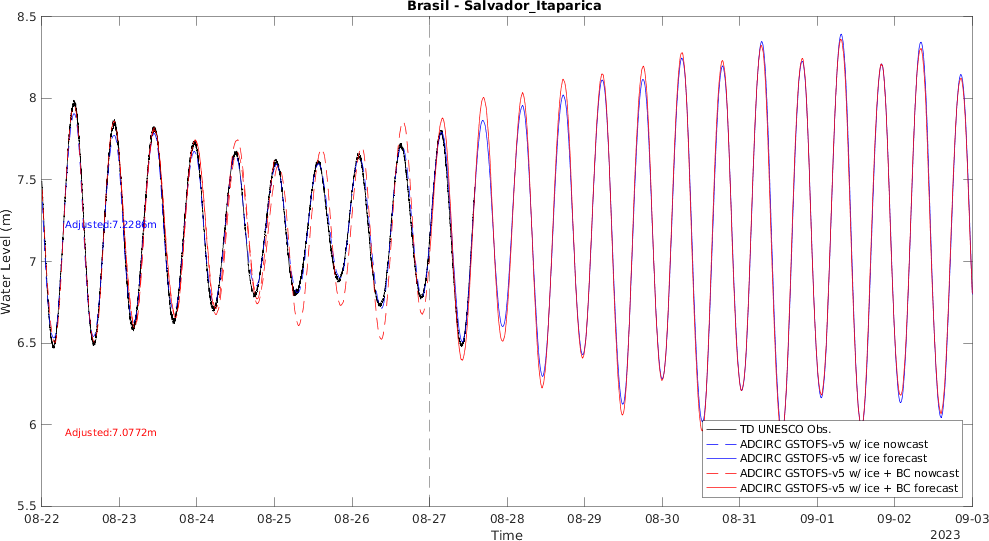 Brasil - Salvador_Itaparica
8.5
8
7.5
7
6.5
6
5.5
Water Level (m)
Adjusted:7.2286m
Adjusted:7.0772m
TD UNESCO Obs.
ADCIRC GSTOFS-v5 w/ ice nowcast
ADCIRC GSTOFS-v5 w/ ice forecast
ADCIRC GSTOFS-v5 w/ ice + BC nowcast
ADCIRC GSTOFS-v5 w/ ice + BC forecast
08-22 08-23 08-24 08-25 08-26 08-27 08-28 08-29 08-30 08-31 09-01 09-02 09-03
Time
2023